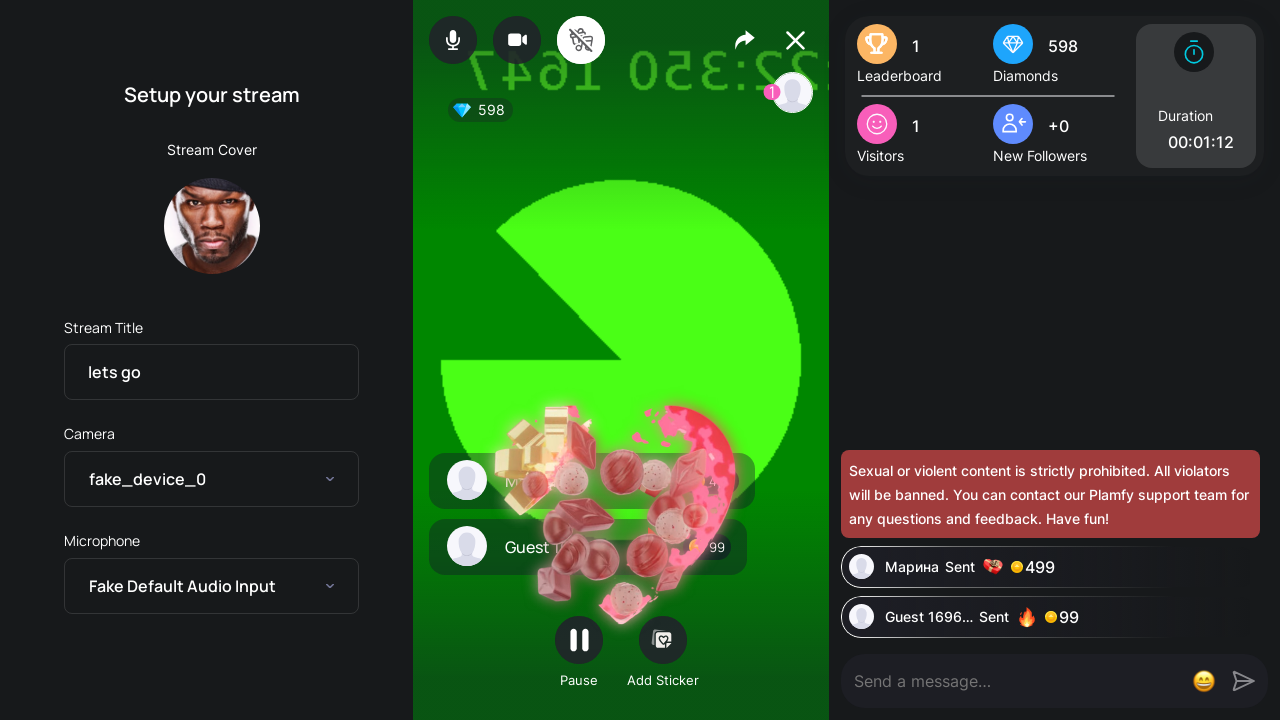 Setup your stream
Stream Cover
Stream Title
lets go
Camera
fake_device_0
Microphone
Fake Default Audio Input
1647
598
1
Guest
99
Pause
Add Sticker
1
Leaderboard
598
Diamonds
1
Visitors
+0
New Followers
Duration
00:01:12
Sexual or violent content is strictly prohibited. All violators
will be banned. You can contact our Plamfy support team for
any questions and feedback. Have fun!
Марина Sent 499
Guest 1696... Sent 99
Send a message...